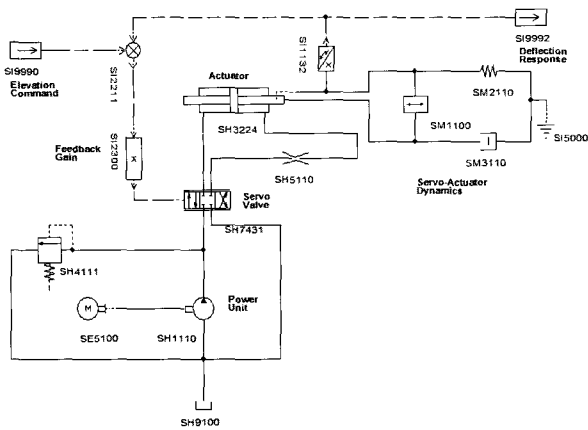 SI9990
Elevation
Command
SI2211
SI1132
SI9992
Deflection
Response
Actuator
SH3224
SM2110
SM1100
SM3110
SI5000
Servo-Actuator
Dynamics
Feedback
Gain
SI2300
x
x
SH5110
Servo
Valve
SH7431
SH4111
M
SE5100
SH1110
Power
Unit
SH9100